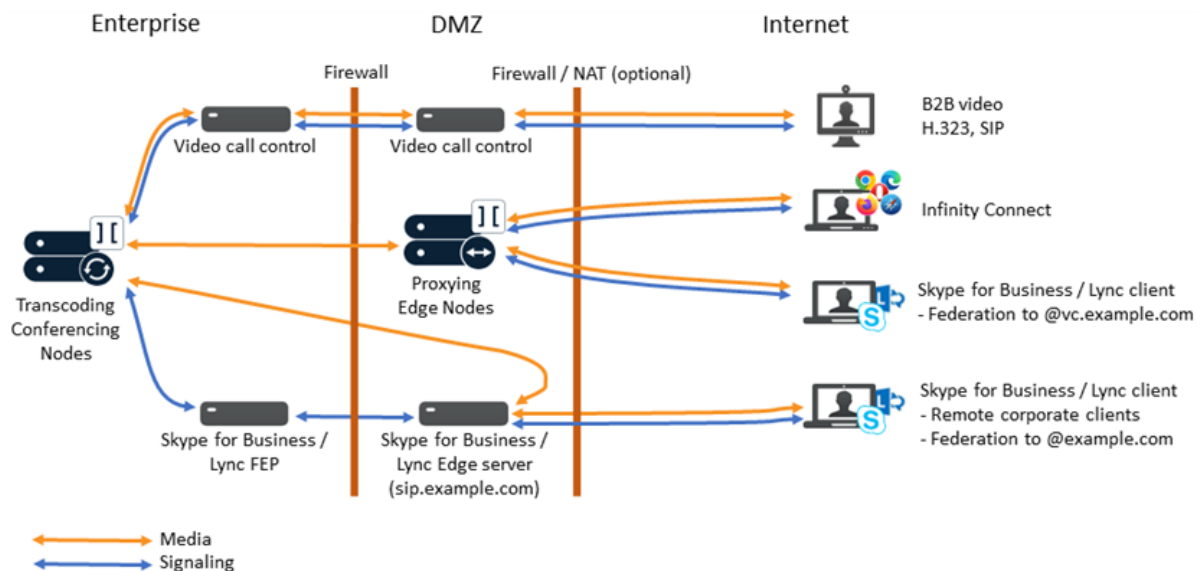 Enterprise
DMZ
Internet
Firewall
Firewall / NAT (optional)
Video call control
Video call control
B2B video
H.323, SIP
Infinity Connect
Transcoding
Conferencing
Nodes
Proxying
Edge Nodes
Skype for Business / Lync client
- Federation to @vc.example.com
Skype for Business /
Lync FEP
Skype for Business /
Lync Edge server
(sip.example.com)
Skype for Business / Lync client
- Remote corporate clients
- Federation to @example.com
Media
Signaling